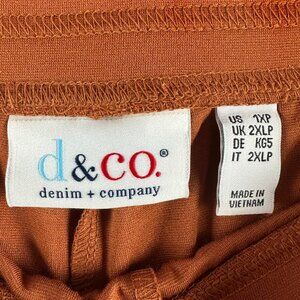 d&co.®
denim + company
US 1XP
UK 2XLP
DE KG5
IT 2XLP
MADE IN
VIETNAM